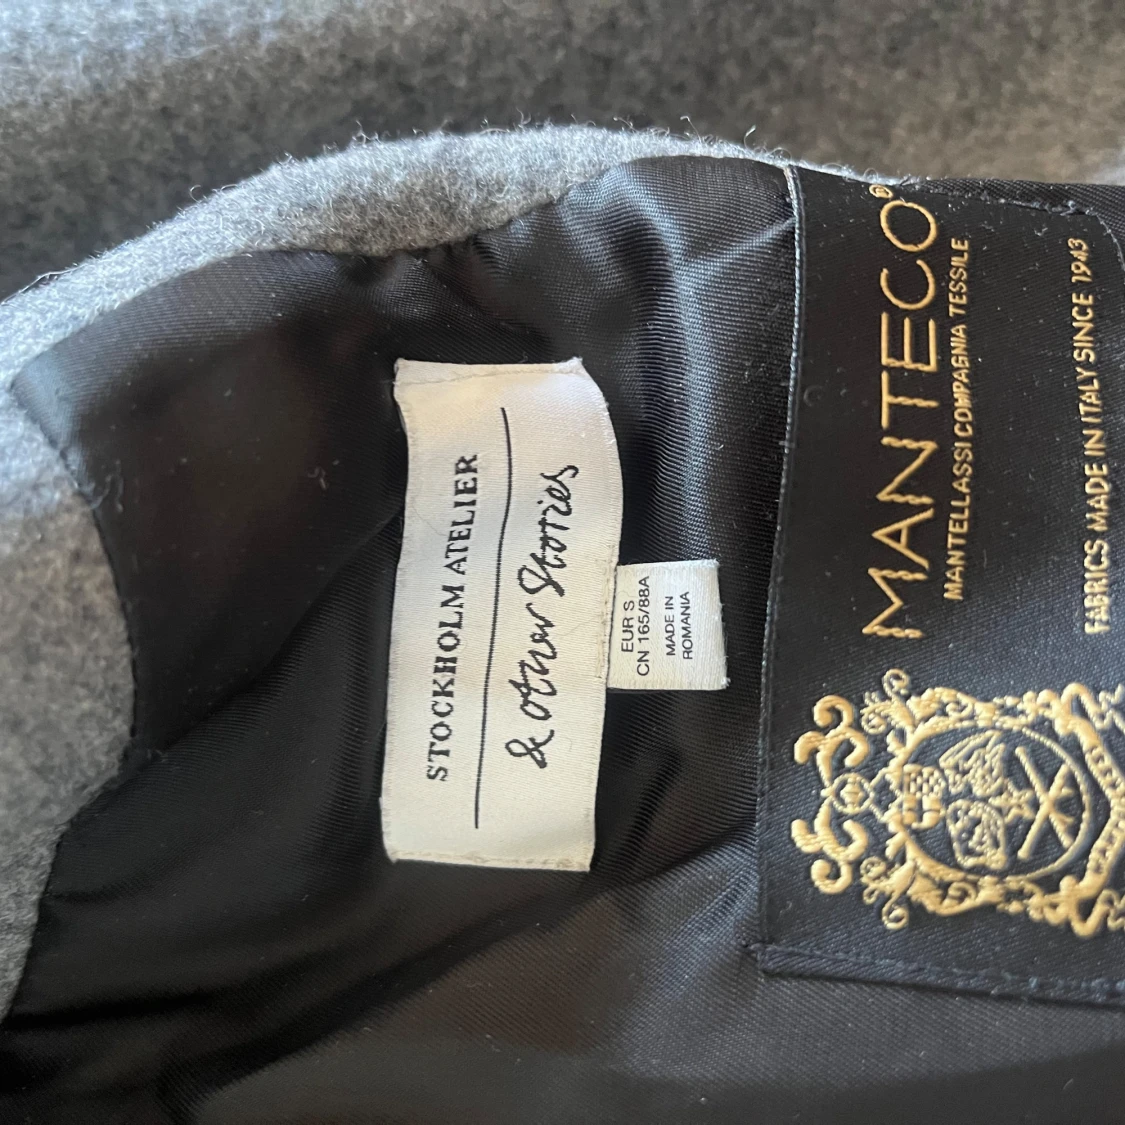 STOCKHOLM ATELIER
& other Stories
EUR S
CN 165/88A
MADE IN
ROMANIA
MANTECO®
MANTELLASSI COMPAGNIA TESSILE
FABRICS MADE IN ITALY SINCE 1943